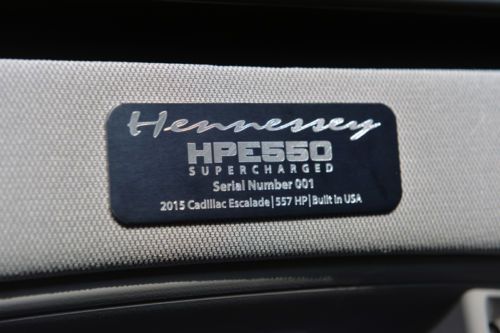 Hennessey
HPE550
SUPERCHARGED
Serial Number 001
2015 Cadillac Escalade|557 HP|Built in USA